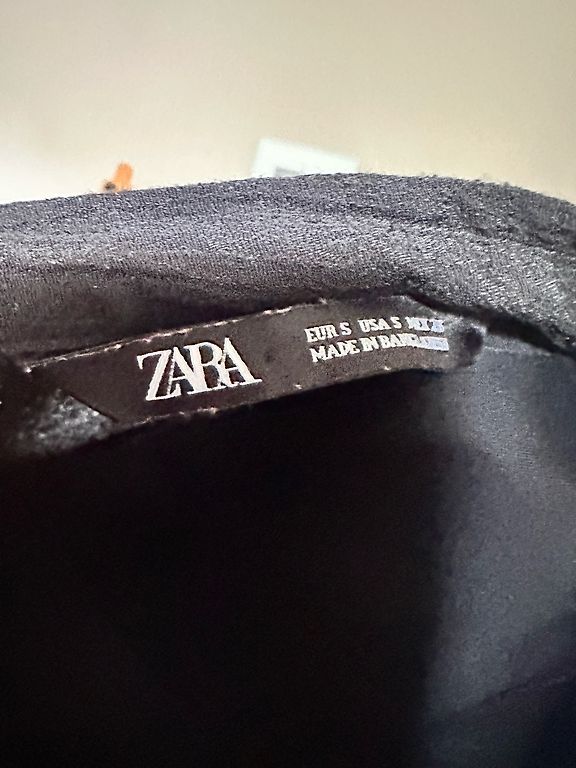 ZARA
EUR S USA S MEX 26
MADE IN BANGLADESH